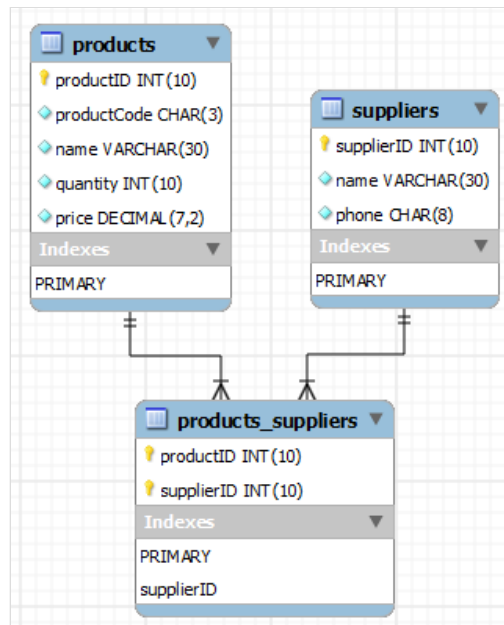 products
productID INT(10)
productCode CHAR(3)
name VARCHAR(30)
quantity INT(10)
price DECIMAL(7,2)
Indexes
PRIMARY
suppliers
supplierID INT(10)
name VARCHAR(30)
phone CHAR(8)
Indexes
PRIMARY
products_suppliers
productID INT(10)
supplierID INT(10)
Indexes
PRIMARY
supplierID